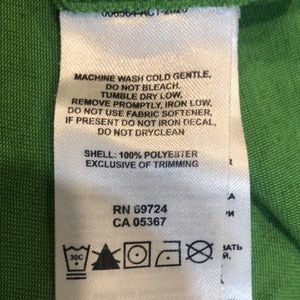 MACHINE WASH COLD GENTLE,
DO NOT BLEACH.
TUMBLE DRY LOW,
REMOVE PROMPTLY, IRON LOW,
DO NOT USE FABRIC SOFTENER,
IF PRESENT DO NOT IRON DECAL,
DO NOT DRYCLEAN
SHELL: 100% POLYESTER
EXCLUSIVE OF TRIMMING
RN 69724
CA 05367
30C